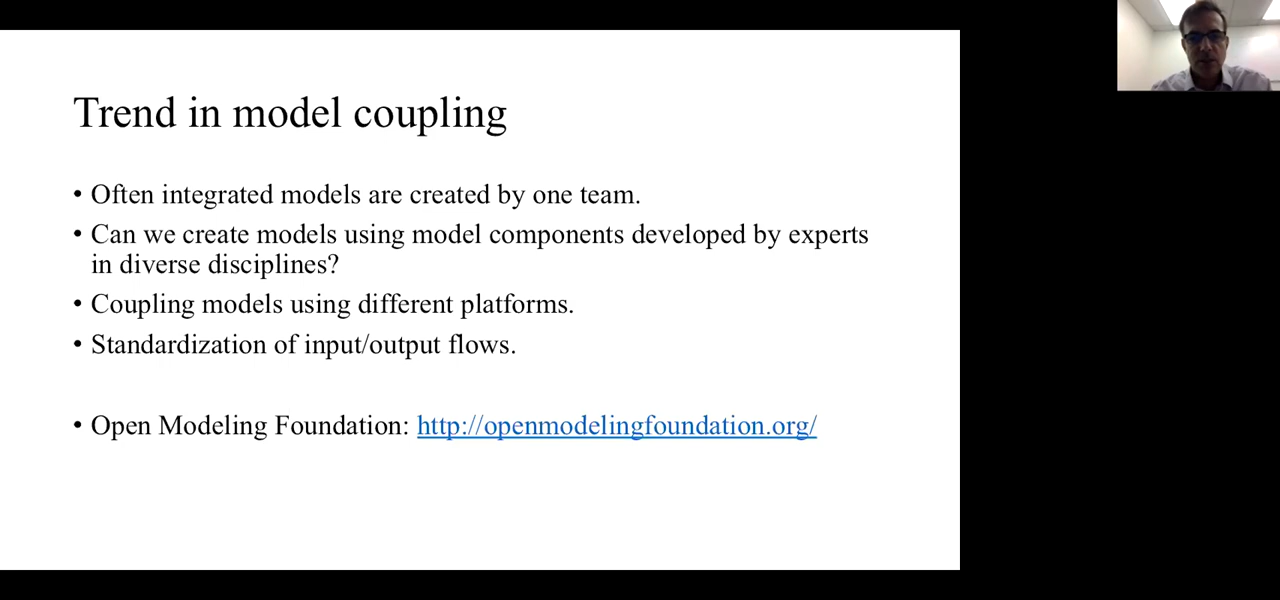 Trend in model coupling
• Often integrated models are created by one team.
• Can we create models using model components developed by experts
in diverse disciplines?
• Coupling models using different platforms.
• Standardization of input/output flows.
• Open Modeling Foundation: http://openmodelingfoundation.org/